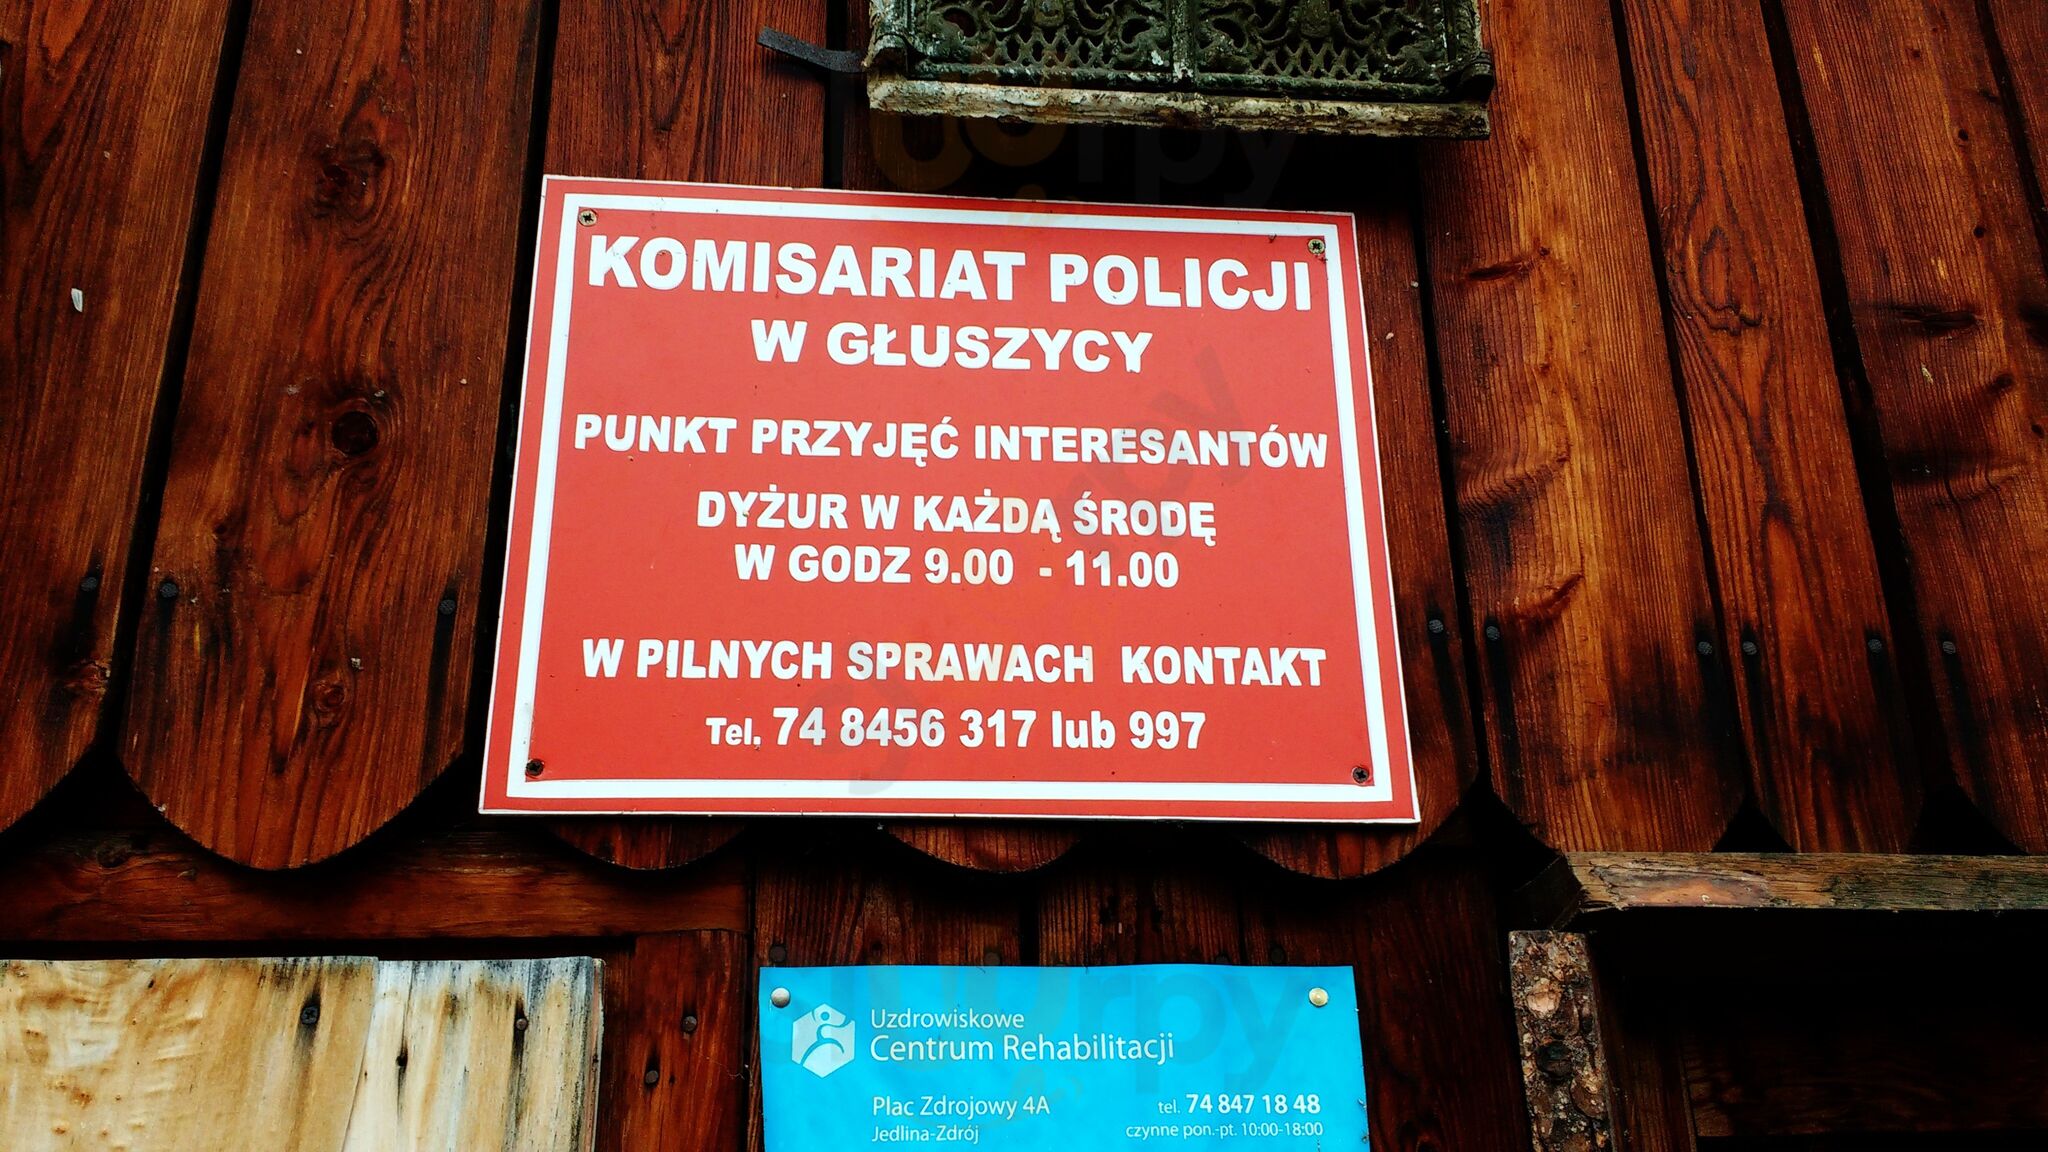 KOMISARIAT POLICJI
W GŁUSZYCY
PUNKT PRZYJĘĆ INTERESANTÓW
DYŻUR W KAŻDĄ ŚRODĘ
W GODZ 9.00 - 11.00
W PILNYCH SPRAWACH KONTAKT
Tel. 74 8456 317 lub 997
Uzdrowiskowe
Centrum Rehabilitacji
Plac Zdrojowy 4A
Jedlina-Zdrój
tel. 74 847 18 48
czynne pon.-pt. 10:00-18:00